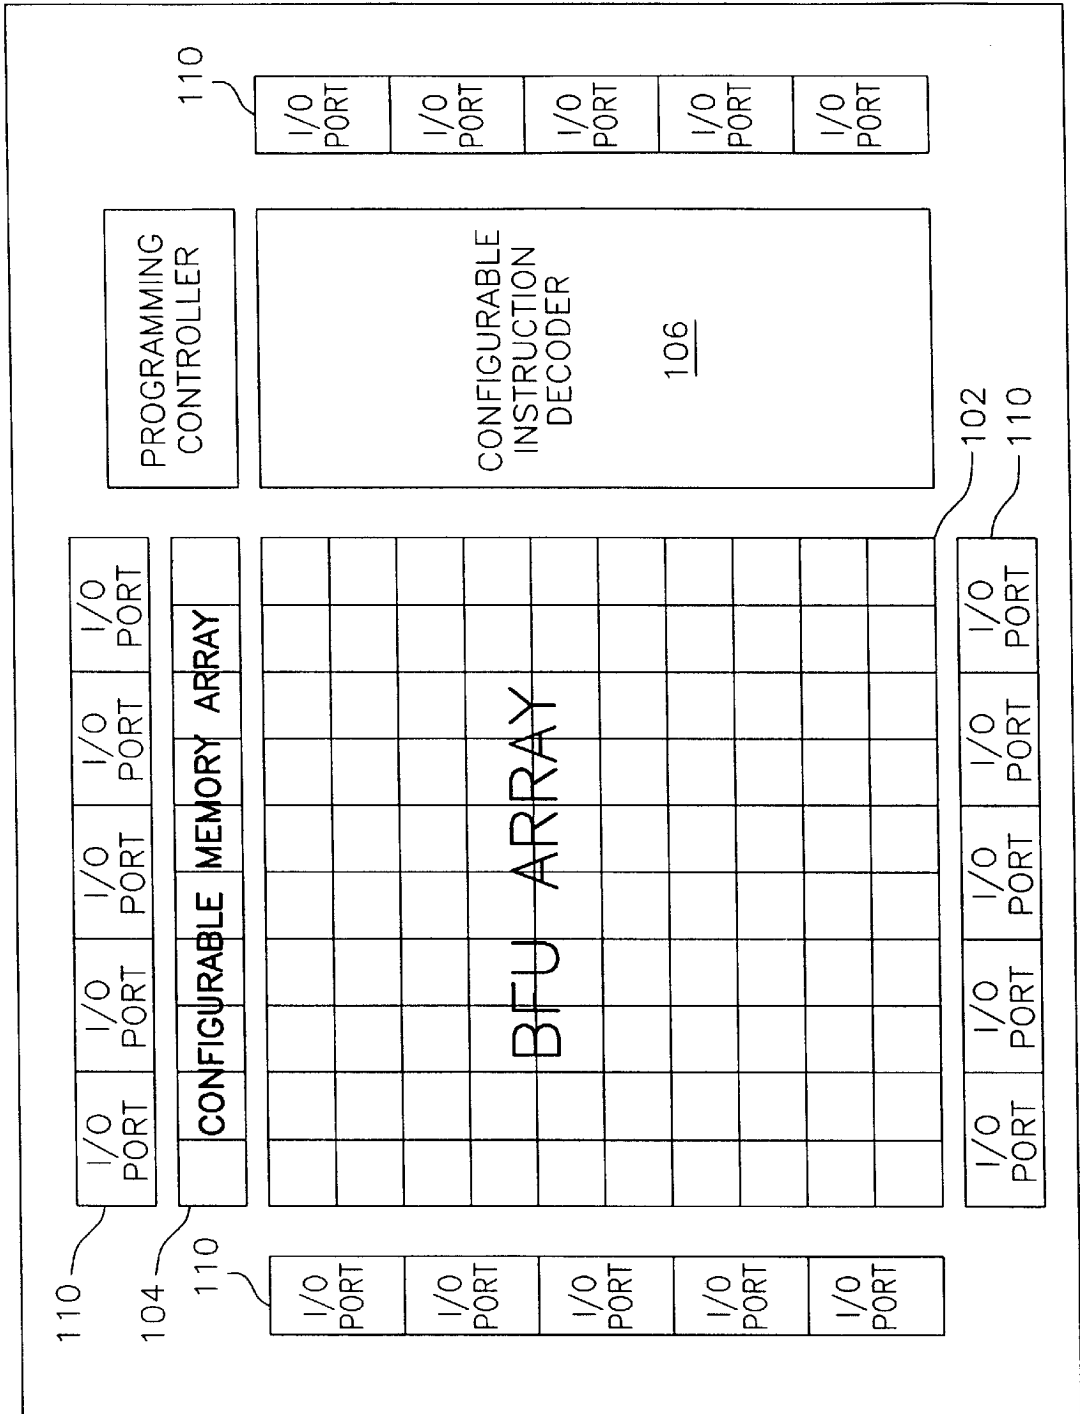 110
I/O PORT
I/O PORT
I/O PORT
I/O PORT
I/O PORT
104
CONFIGURABLE MEMORY ARRAY
PROGRAMMING
CONTROLLER
110
110
I/O PORT
I/O PORT
I/O PORT
I/O PORT
I/O PORT
BFU ARRAY
CONFIGURABLE
INSTRUCTION
DECODER
106
I/O PORT
I/O PORT
I/O PORT
I/O PORT
I/O PORT
102
110
I/O PORT
I/O PORT
I/O PORT
I/O PORT
I/O PORT